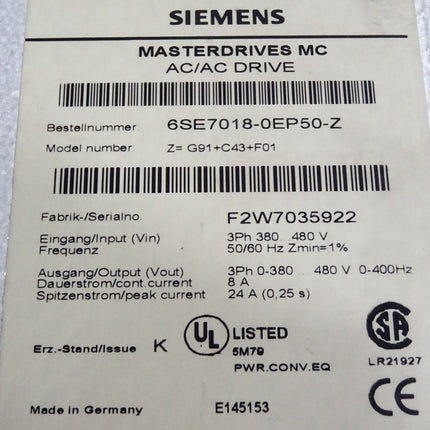 SIEMENS
MASTERDRIVES MC
AC/AC DRIVE
Bestellnummer: 6SE7018-0EP50-Z
Model number: Z= G91+C43+F01
Fabrik-/Serialno. F2W7035922
Eingang/Input (Vin) 3Ph 380... 480 V
Frequenz 50/60 Hz Zmin=1%
Ausgang/Output (Vout) 3Ph 0-380... 480 V 0-400Hz
Dauerstrom/cont.current 8 A
Spitzenstrom/peak current 24 A (0,25 s)
Erz.-Stand/Issue K
UL LISTED
5M79
PWR.CONV.EQ
SA
LR21927
CE
Made in Germany E145153